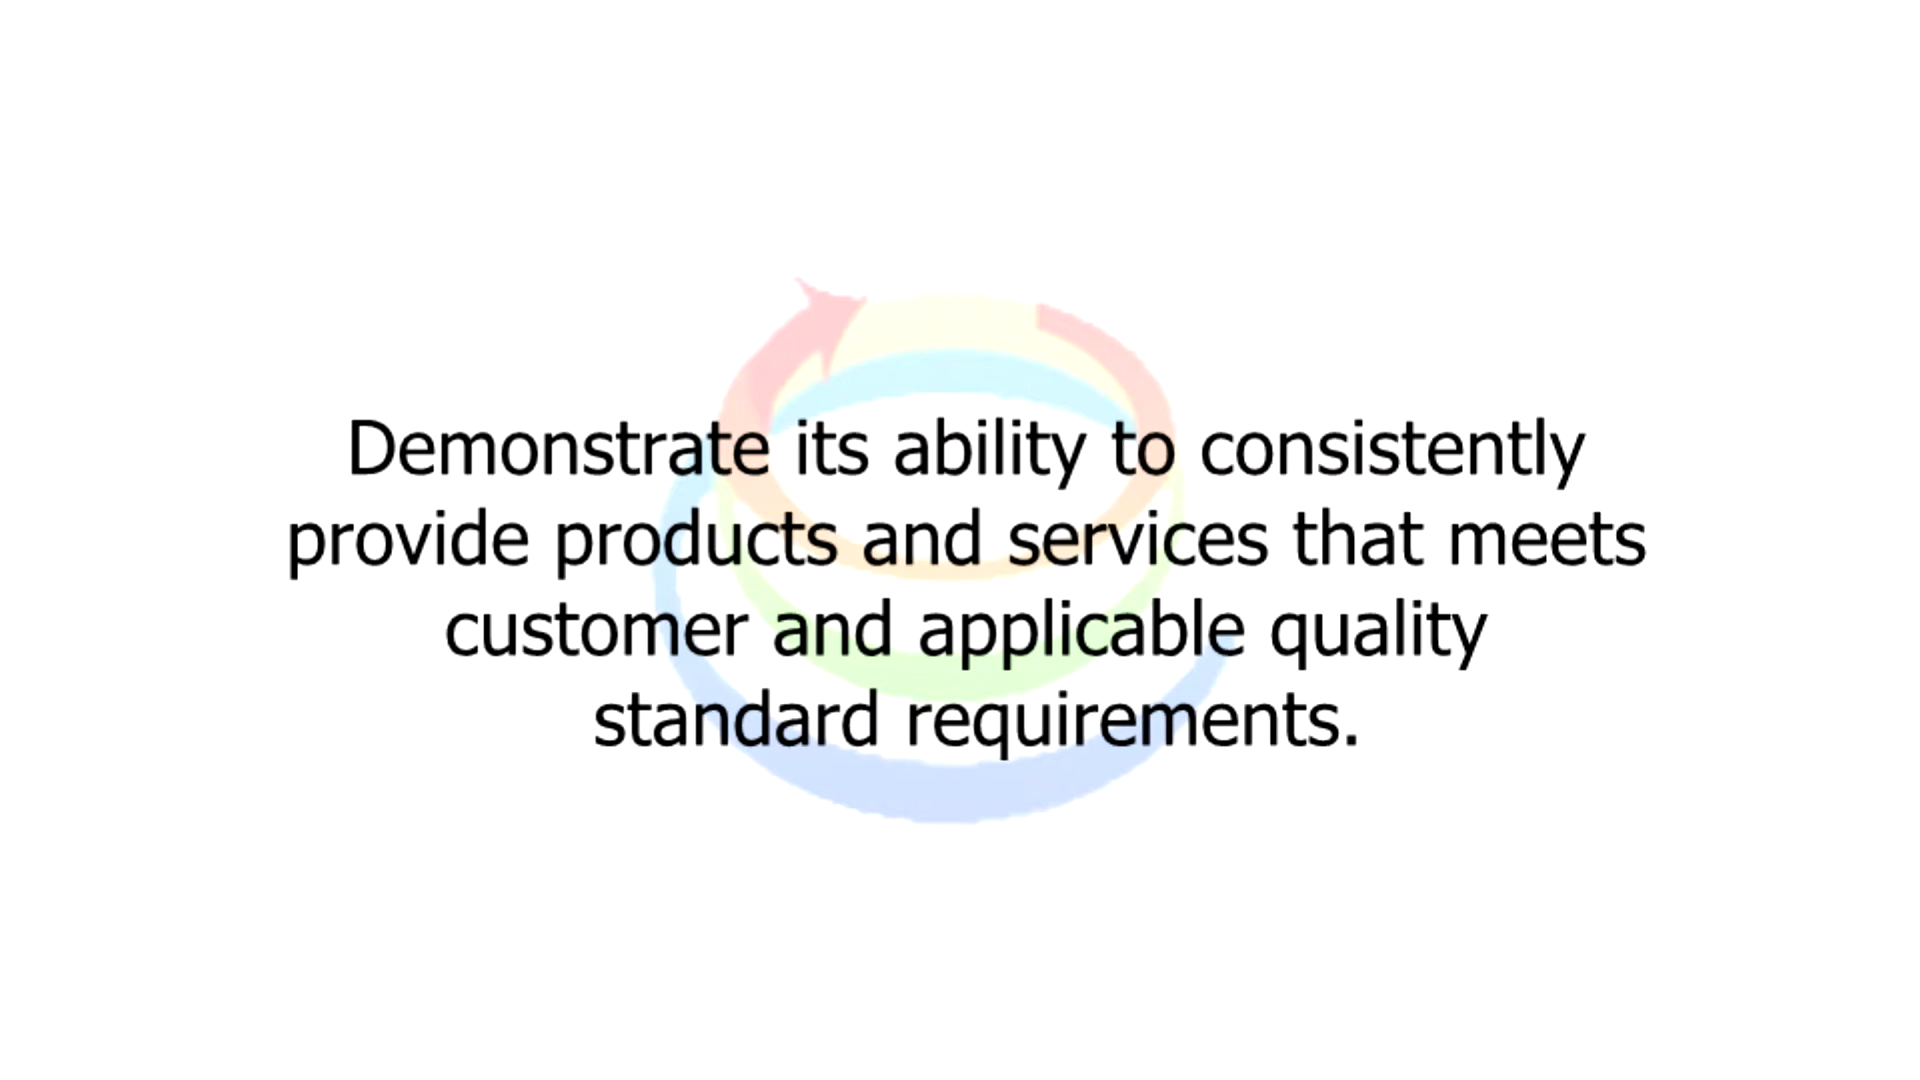 Demonstrate its ability to consistently
provide products and services that meets
customer and applicable quality
standard requirements.